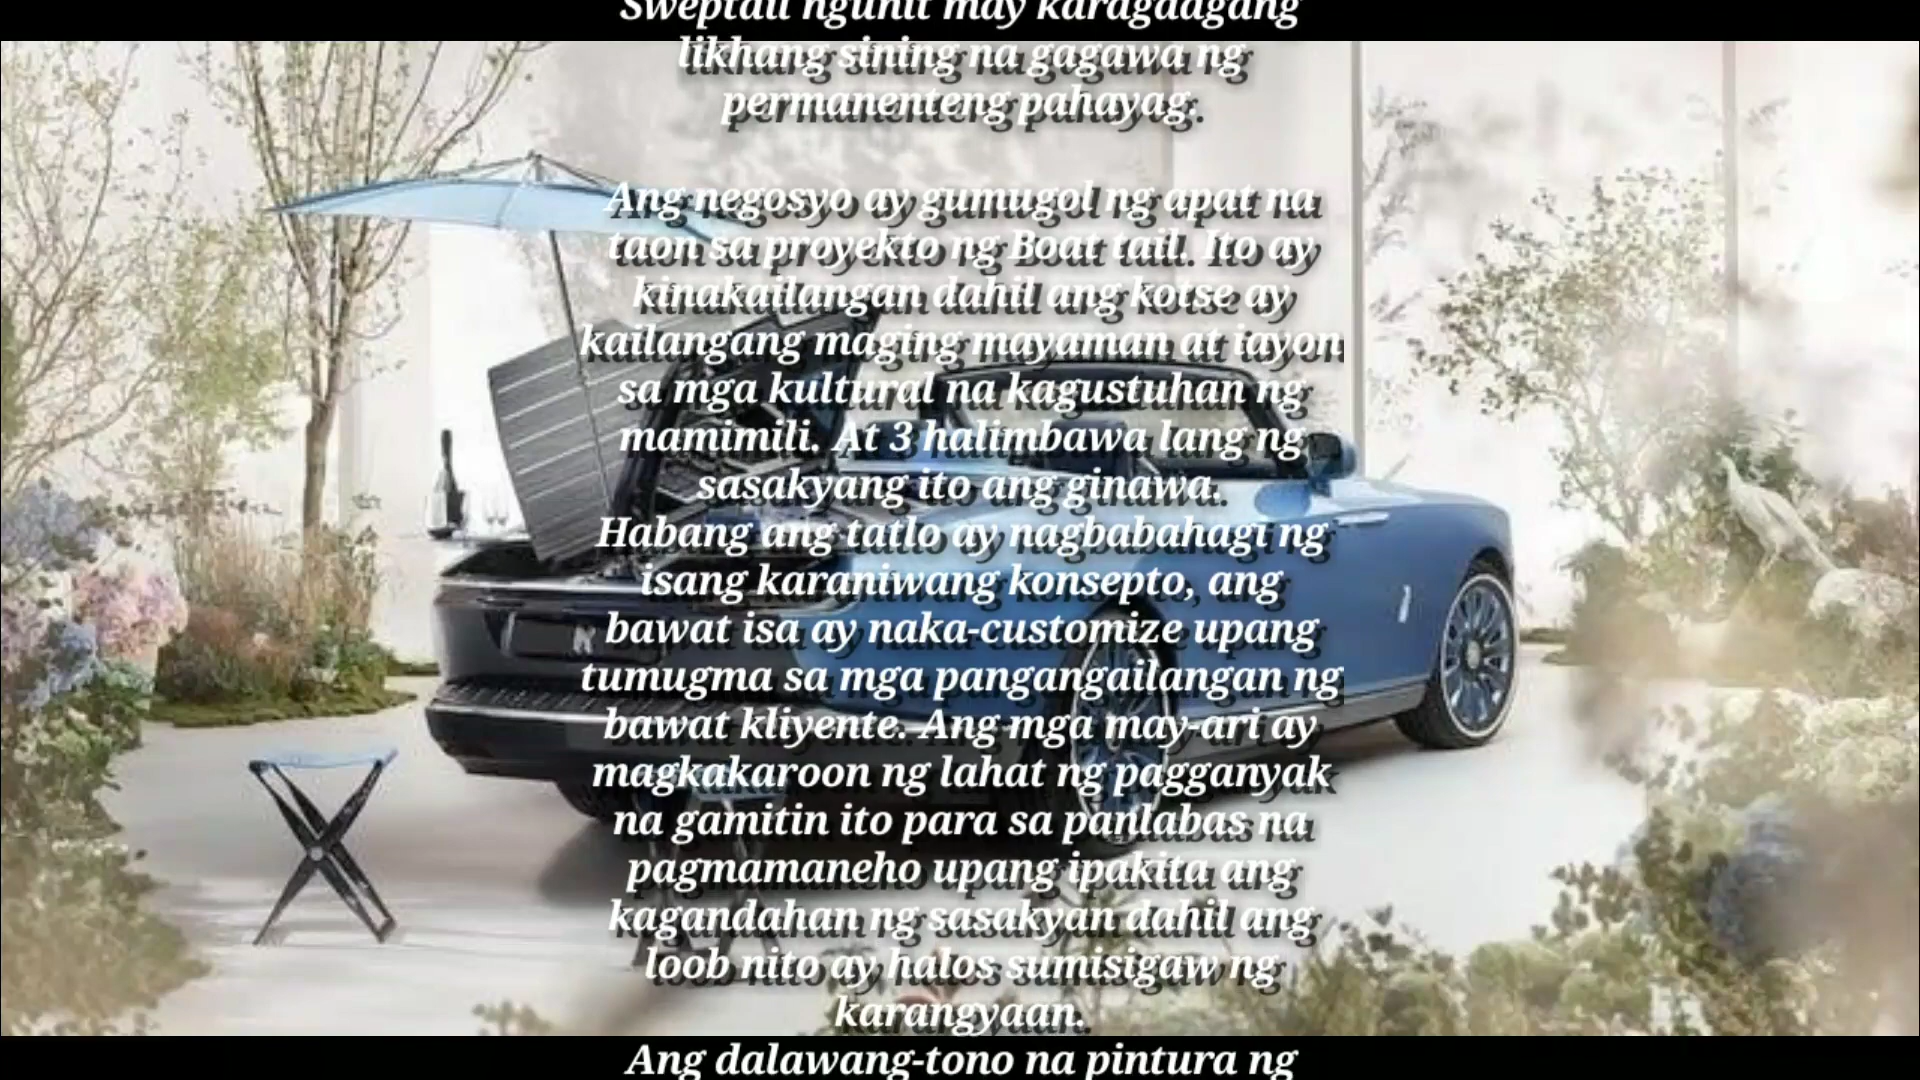 Sweptail ngunit may karagdagang
likhang sining na gagawa ng
permanenteng pahayag.
Ang negosyo ay gumugol ng apat na
taon sa proyekto ng Boat tail. Ito ay
kinakailangan dahil ang kotse ay
kailangang maging mayaman at iayon
sa mga kultural na kagustuhan ng
mamimili. At 3 halimbawa lang ng
sasakyang ito ang ginawa.
Habang ang tatlo ay nagbabahagi ng
isang karaniwang konsepto, ang
bawat isa ay naka-customize upang
tumugma sa mga pangangailangan ng
bawat kliyente. Ang mga may-ari ay
magkakaroon ng lahat ng pagganyak
na gamitin ito para sa panlabas na
pagmamaneho upang ipakita ang
kagandahan ng sasakyan dahil ang
loob nito ay halos sumisigaw ng
karangyaan.
Ang dalawang-tono na pintura ng